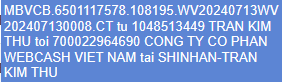 MBVCB.6501117578.108195.WV20240713WV
202407130008.CT tu 1048513449 TRAN KIM
THU toi 700022964690 CONG TY CO PHAN
WEBCASH VIET NAM tai SHINHAN-TRAN
KIM THU